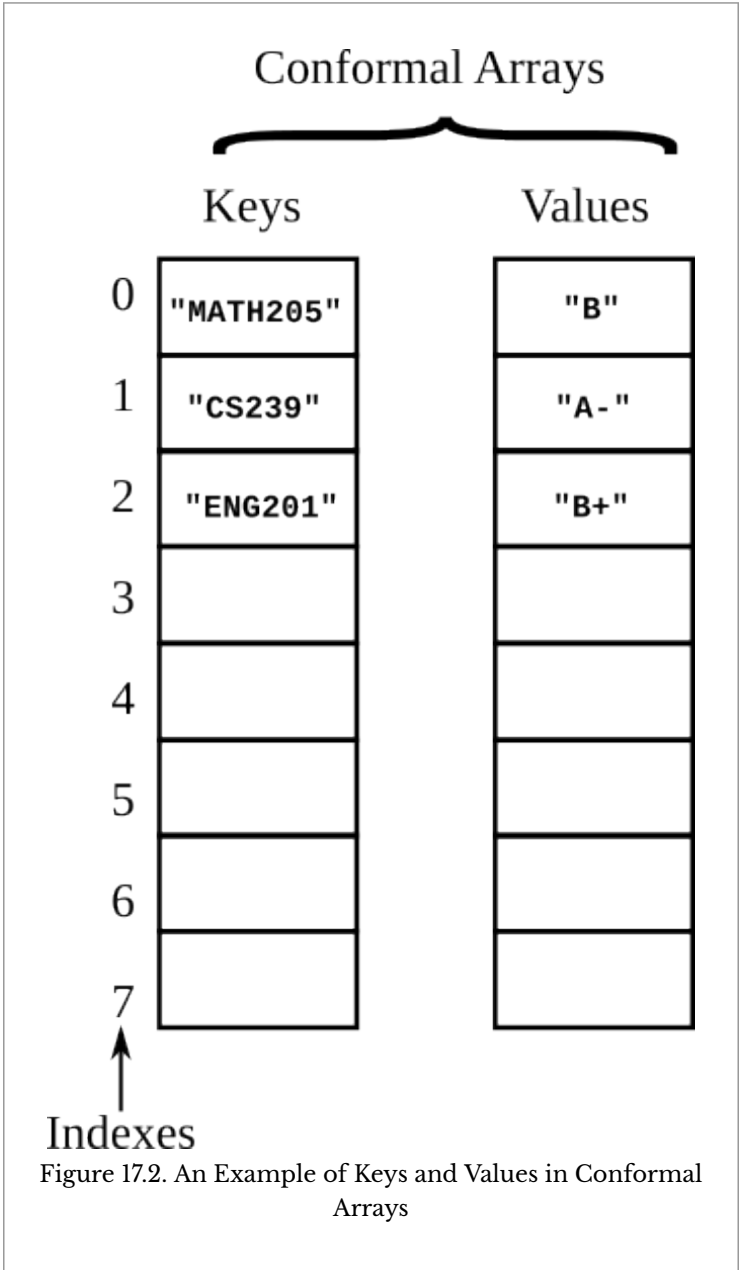 Conformal Arrays
Keys Values
0 "MATH205" "B"
1 "CS239" "A-"
2 "ENG201" "B+"
3
4
5
6
7
Indexes
Figure 17.2. An Example of Keys and Values in Conformal
Arrays